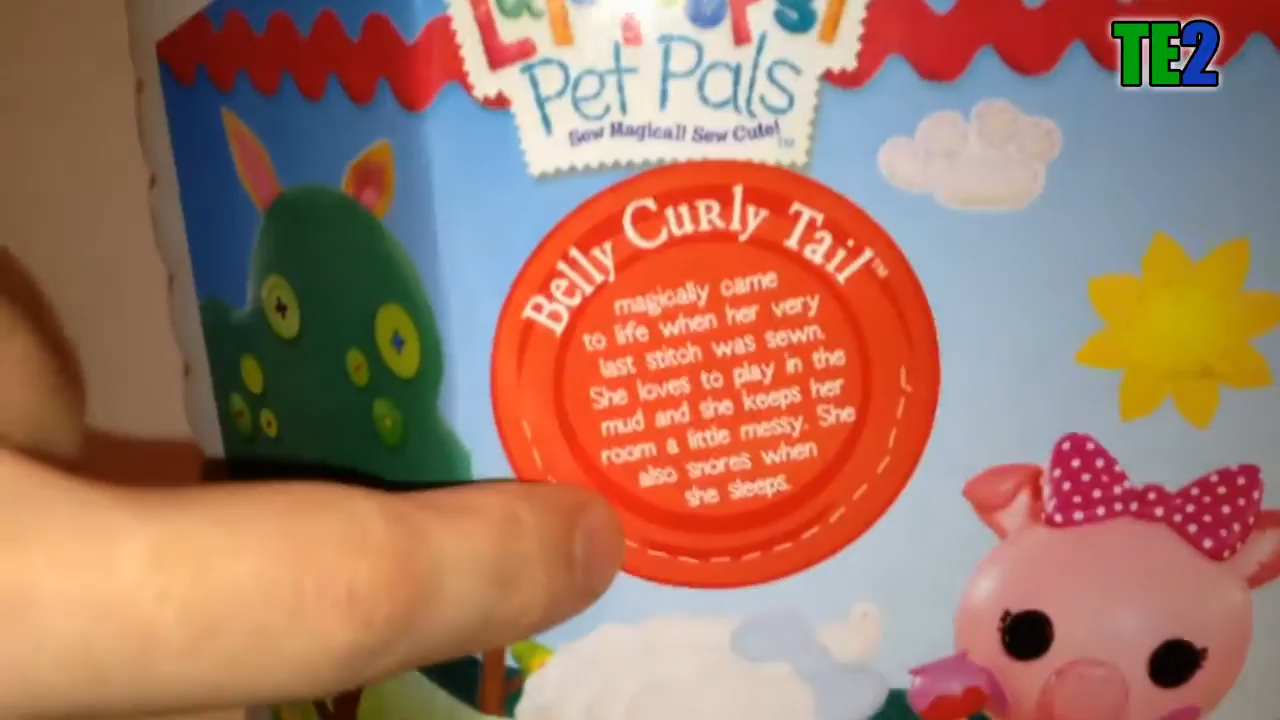 TE2
Pet Pals
Sew Magical! Sew Cute!™
Belly Curly Tail™
magically came
to life when her very
last stitch was sewn.
She loves to play in the
mud and she keeps her
room a little messy. She
also snores when
she sleeps.